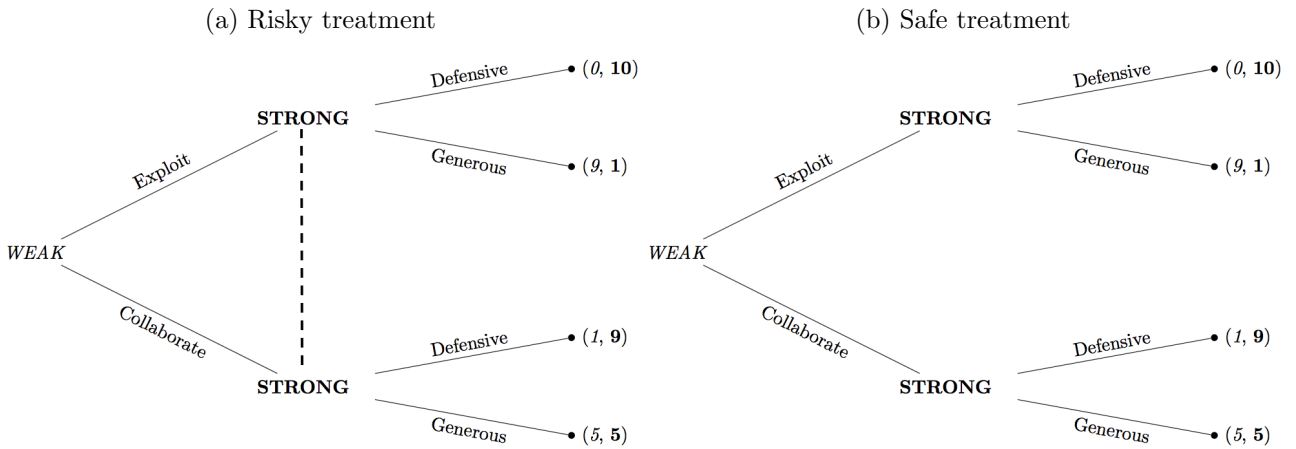 (a) Risky treatment
WEAK
Exploit
Collaborate
STRONG
Defensive
(0, 10)
Generous
(9, 1)
STRONG
Defensive
(1, 9)
Generous
(5, 5)
(b) Safe treatment
WEAK
Exploit
Collaborate
STRONG
Defensive
(0, 10)
Generous
(9, 1)
STRONG
Defensive
(1, 9)
Generous
(5, 5)